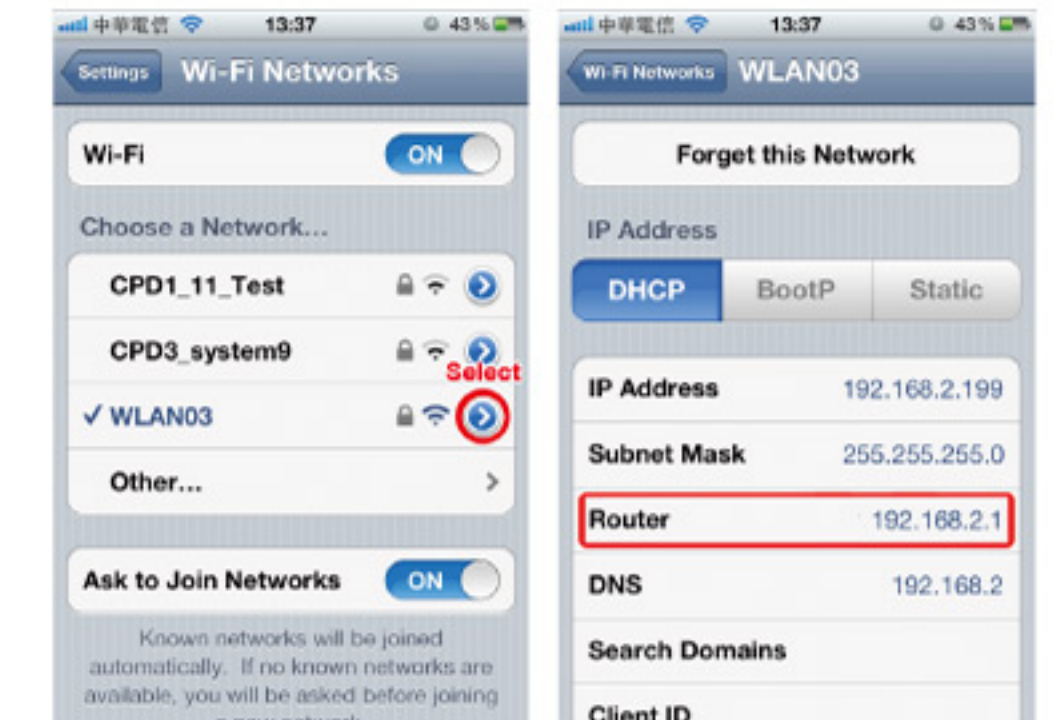 中華電信 13:37 43%
Settings Wi-Fi Networks
Wi-Fi ON
Choose a Network...
CPD1_11_Test
CPD3_system9
Select
✓ WLAN03
Other...
Ask to Join Networks ON
Known networks will be joined
automatically. If no known networks are
available, you will be asked before joining
a new network.
中華電信 13:37 43%
Wi-Fi Networks WLAN03
Forget this Network
IP Address
DHCP BootP Static
IP Address 192.168.2.199
Subnet Mask 255.255.255.0
Router 192.168.2.1
DNS 192.168.2
Search Domains
Client ID